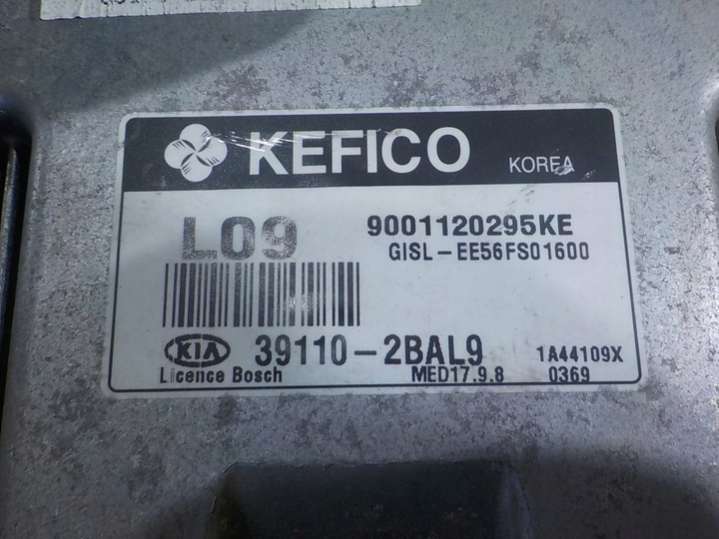 KEFICO KOREA
L09 9001120295KE
GISL-EE56FS01600
KIA 39110-2BAL9 1A44109X
Licence Bosch MED17.9.8 0369